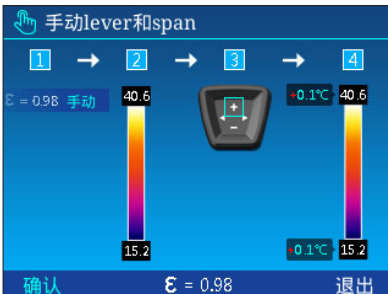 手动lever和span
1 → 2 → 3 → 4
ε = 0.98 手动 40.6 + +0.1℃ 40.6
-
15.2 +0.1℃ 15.2
确认 ε = 0.98 退出